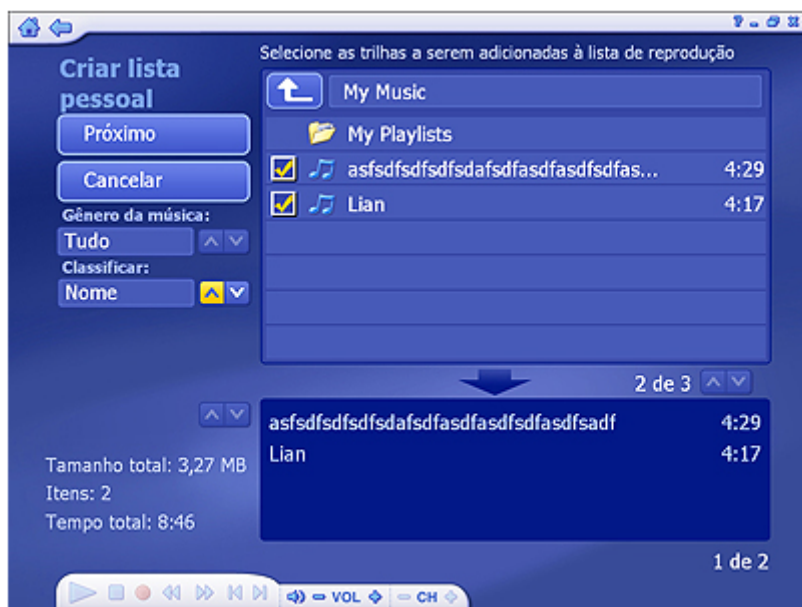 Selecione as trilhas a serem adicionadas à lista de reprodução
Criar lista
pessoal
Próximo
Cancelar
Gênero da música:
Tudo
Classificar:
Nome
My Music
My Playlists
asfsdfsdfsdfsdafsdfasdfasdfsdfas... 4:29
Lian 4:17
2 de 3
asfsdfsdfsdfsdafsdfasdfasdfsdfasdfsadf 4:29
Lian 4:17
Tamanho total: 3,27 MB
Itens: 2
Tempo total: 8:46
1 de 2
VOL CH